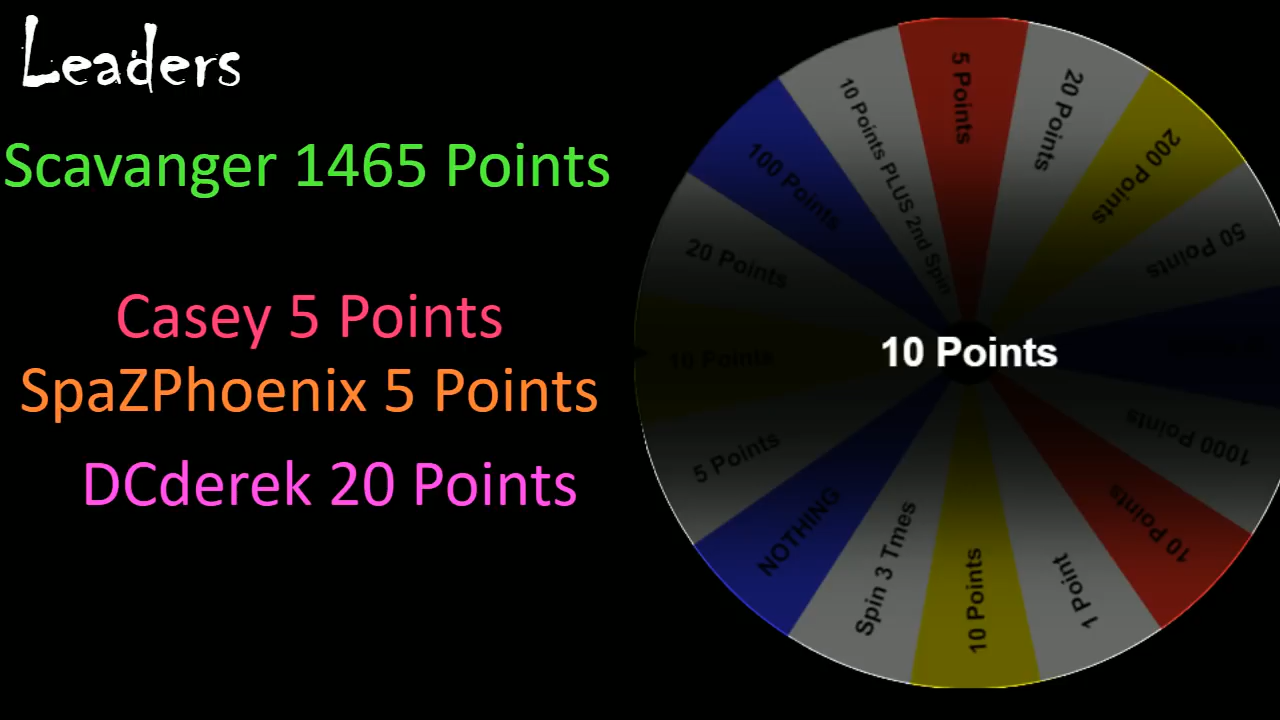 Leaders
Scavanger 1465 Points
Casey 5 Points
SpaZPhoenix 5 Points
DCderek 20 Points
5 Points
20 Points
200 Points
50 Points
1000 Points
10 Points
1 Point
10 Points
Spin 3 Tmes
NOTHING
5 Points
10 Points
20 Points
100 Points
10 Points PLUS 2nd Spin
10 Points